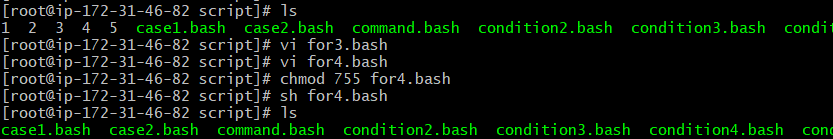 [root@ip-172-31-46-82 script]# ls
1  2  3  4  5  case1.bash  case2.bash  command.bash  condition2.bash  condition3.bash  condit
[root@ip-172-31-46-82 script]# vi for3.bash
[root@ip-172-31-46-82 script]# vi for4.bash
[root@ip-172-31-46-82 script]# chmod 755 for4.bash
[root@ip-172-31-46-82 script]# sh for4.bash
[root@ip-172-31-46-82 script]# ls
case1.bash  case2.bash  command.bash  condition2.bash  condition3.bash  condition4.bash  cond